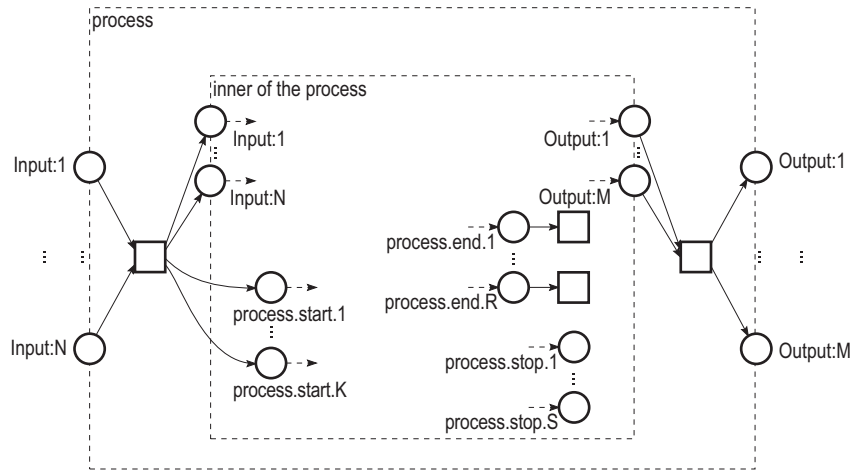 process
inner of the process
Input:1
Output:1
Input:1
Output:1
Input:N
Output:M
process.end.1
process.start.1
process.end.R
Input:N
process.stop.1
Output:M
process.start.K
process.stop.S